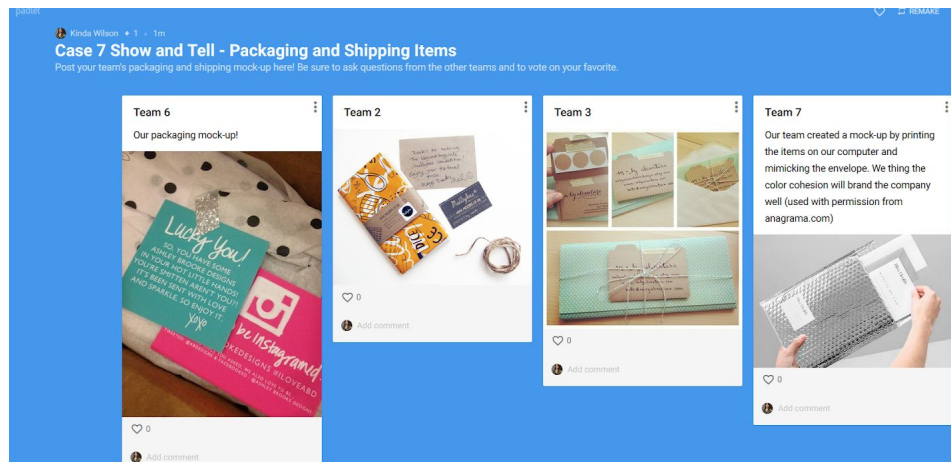 padlet
REMAKE
Kinda Wilson + 1 • 1m
Case 7 Show and Tell - Packaging and Shipping Items
Post your team's packaging and shipping mock-up here! Be sure to ask questions from the other teams and to vote on your favorite.
Team 6
Our packaging mock-up!
Lucky You!
SO, YOU HAVE SOME
ASHLEY BROOKE DESIGNS
IN YOUR HOT LITTLE HANDS!
YOU'RE SMITTEN AREN'T YOU?!
IT'S BEEN SENT WITH LOVE
AND SPARKLE, SO ENJOY IT.
XOXO
be Instagramed
#ILOVEABD
0
Add comment
Team 2
0
Add comment
Team 3
0
Add comment
Team 7
Our team created a mock-up by printing
the items on our computer and
mimicking the envelope. We thing the
color cohesion will brand the company
well (used with permission from
anagrama.com)
0
Add comment